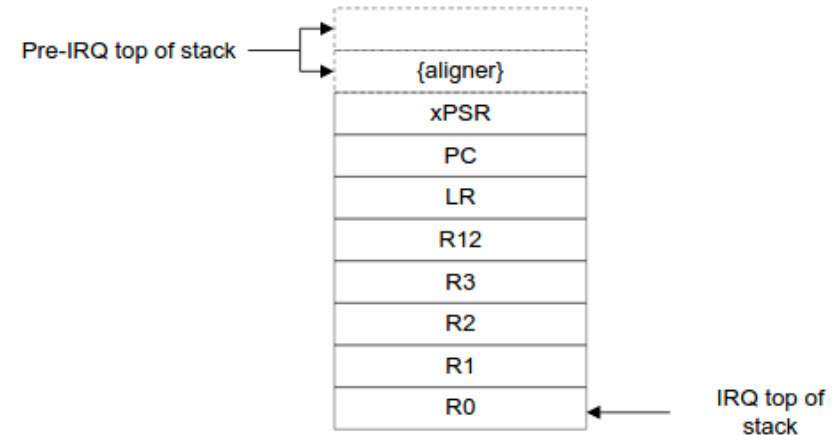 Pre-IRQ top of stack
{aligner}
xPSR
PC
LR
R12
R3
R2
R1
R0
IRQ top of
stack